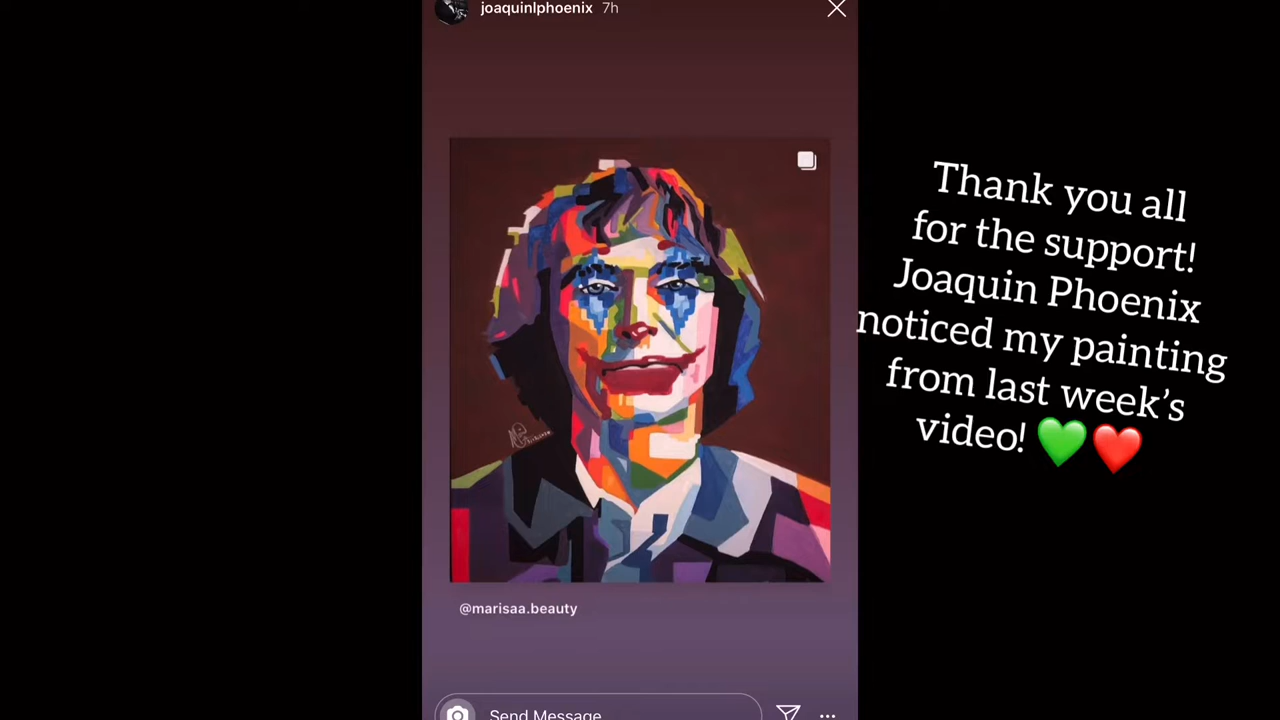 joaquinlphoenix 7h
Thank you all
for the support!
Joaquin Phoenix
noticed my painting
from last week's
video! 💚❤️
@marisaa.beauty
Send Message